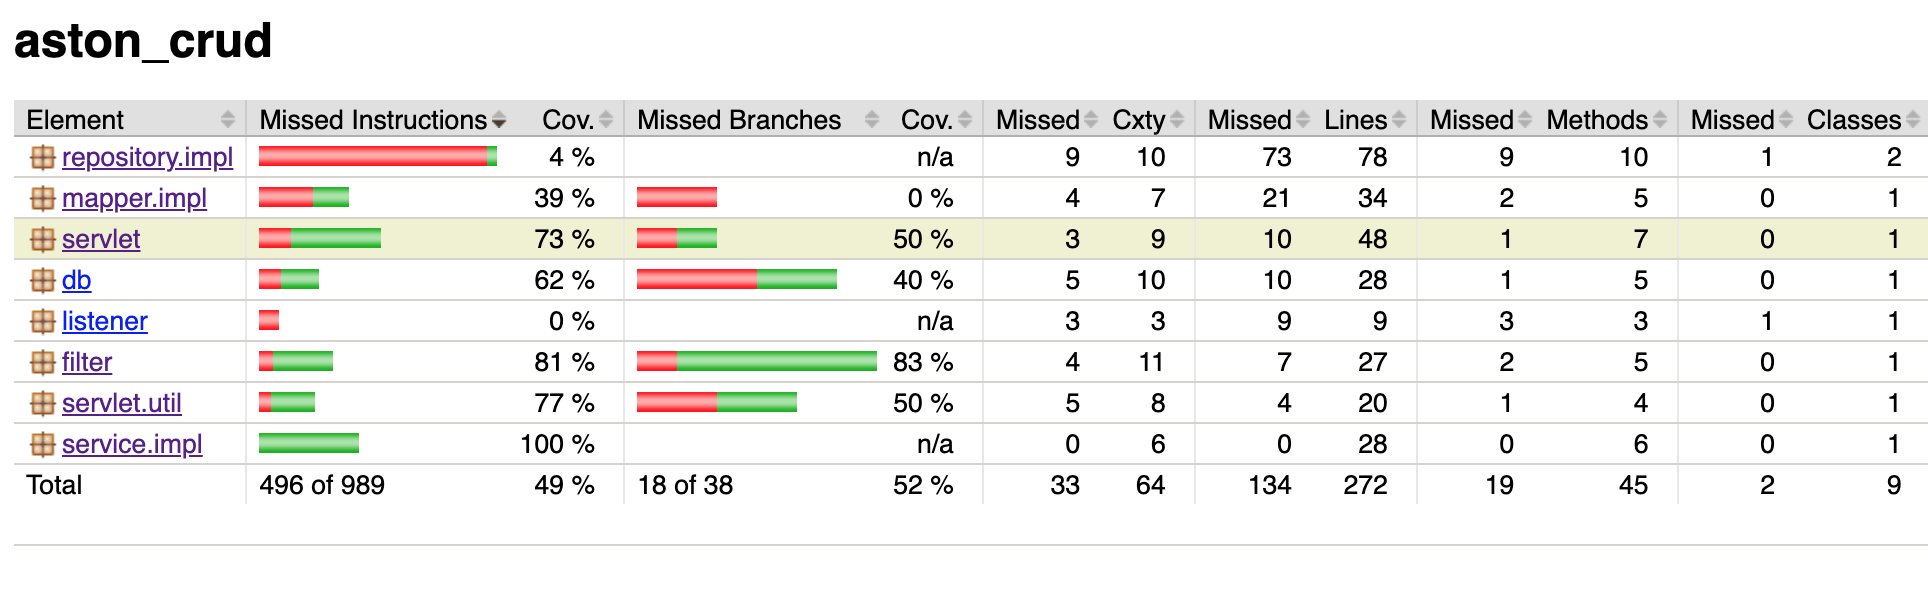 aston_crud
Element Missed Instructions Cov. Missed Branches Cov. Missed Cxty Missed Lines Missed Methods Missed Classes
repository.impl 4 % n/a 9 10 73 78 9 10 1 2
mapper.impl 39 % 0 % 4 7 21 34 2 5 0 1
servlet 73 % 50 % 3 9 10 48 1 7 0 1
db 62 % 40 % 5 10 10 28 1 5 0 1
listener 0 % n/a 3 3 9 9 3 3 1 1
filter 81 % 83 % 4 11 7 27 2 5 0 1
servlet.util 77 % 50 % 5 8 4 20 1 4 0 1
service.impl 100 % n/a 0 6 0 28 0 6 0 1
Total 496 of 989 49 % 18 of 38 52 % 33 64 134 272 19 45 2 9